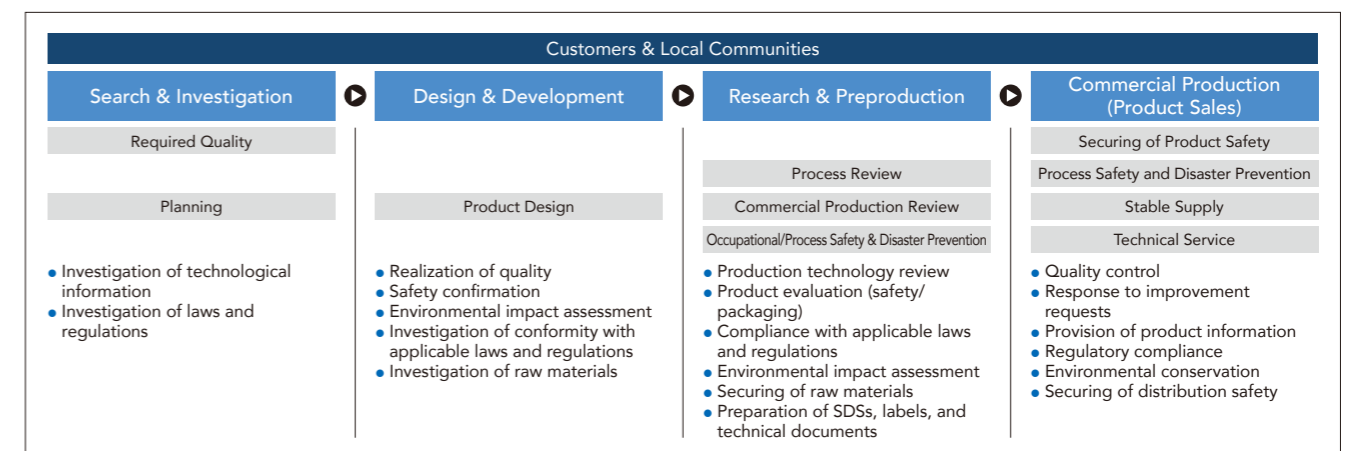 Customers & Local Communities
Search & Investigation
Required Quality
Planning
● Investigation of technological
information
● Investigation of laws and
regulations
Design & Development
Product Design
● Realization of quality
● Safety confirmation
● Environmental impact assessment
● Investigation of conformity with
applicable laws and regulations
● Investigation of raw materials
Research & Preproduction
Process Review
Commercial Production Review
Occupational/Process Safety & Disaster Prevention
● Production technology review
● Product evaluation (safety/
packaging)
● Compliance with applicable laws
and regulations
● Environmental impact assessment
● Securing of raw materials
● Preparation of SDSs, labels, and
technical documents
Commercial Production
(Product Sales)
Securing of Product Safety
Process Safety and Disaster Prevention
Stable Supply
Technical Service
● Quality control
● Response to improvement
requests
● Provision of product information
● Regulatory compliance
● Environmental conservation
● Securing of distribution safety